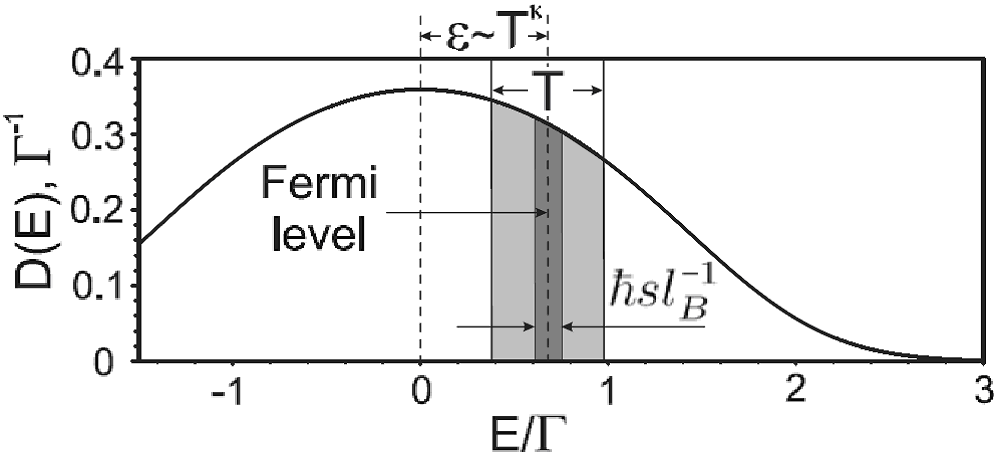 ε~T^κ
T
0.4
0.3
0.2
0.1
0
D(E), Γ^-1
Fermi
level
ħsl_B^-1
-1 0 1 2 3
E/Γ